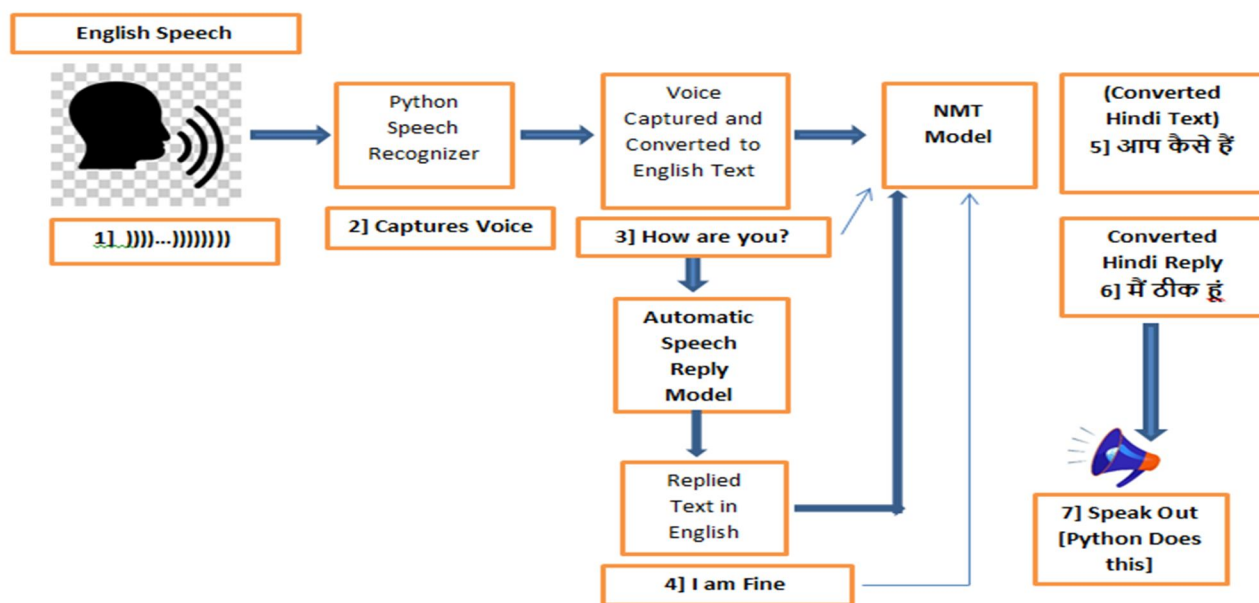 English Speech
1] ))))...))))))))
Python
Speech
Recognizer
2] Captures Voice
Voice
Captured and
Converted to
English Text
3] How are you?
Automatic
Speech
Reply
Model
Replied
Text in
English
4] I am Fine
NMT
Model
(Converted
Hindi Text)
5] आप कैसे हैं
Converted
Hindi Reply
6] मैं ठीक हूं
7] Speak Out
[Python Does
this]